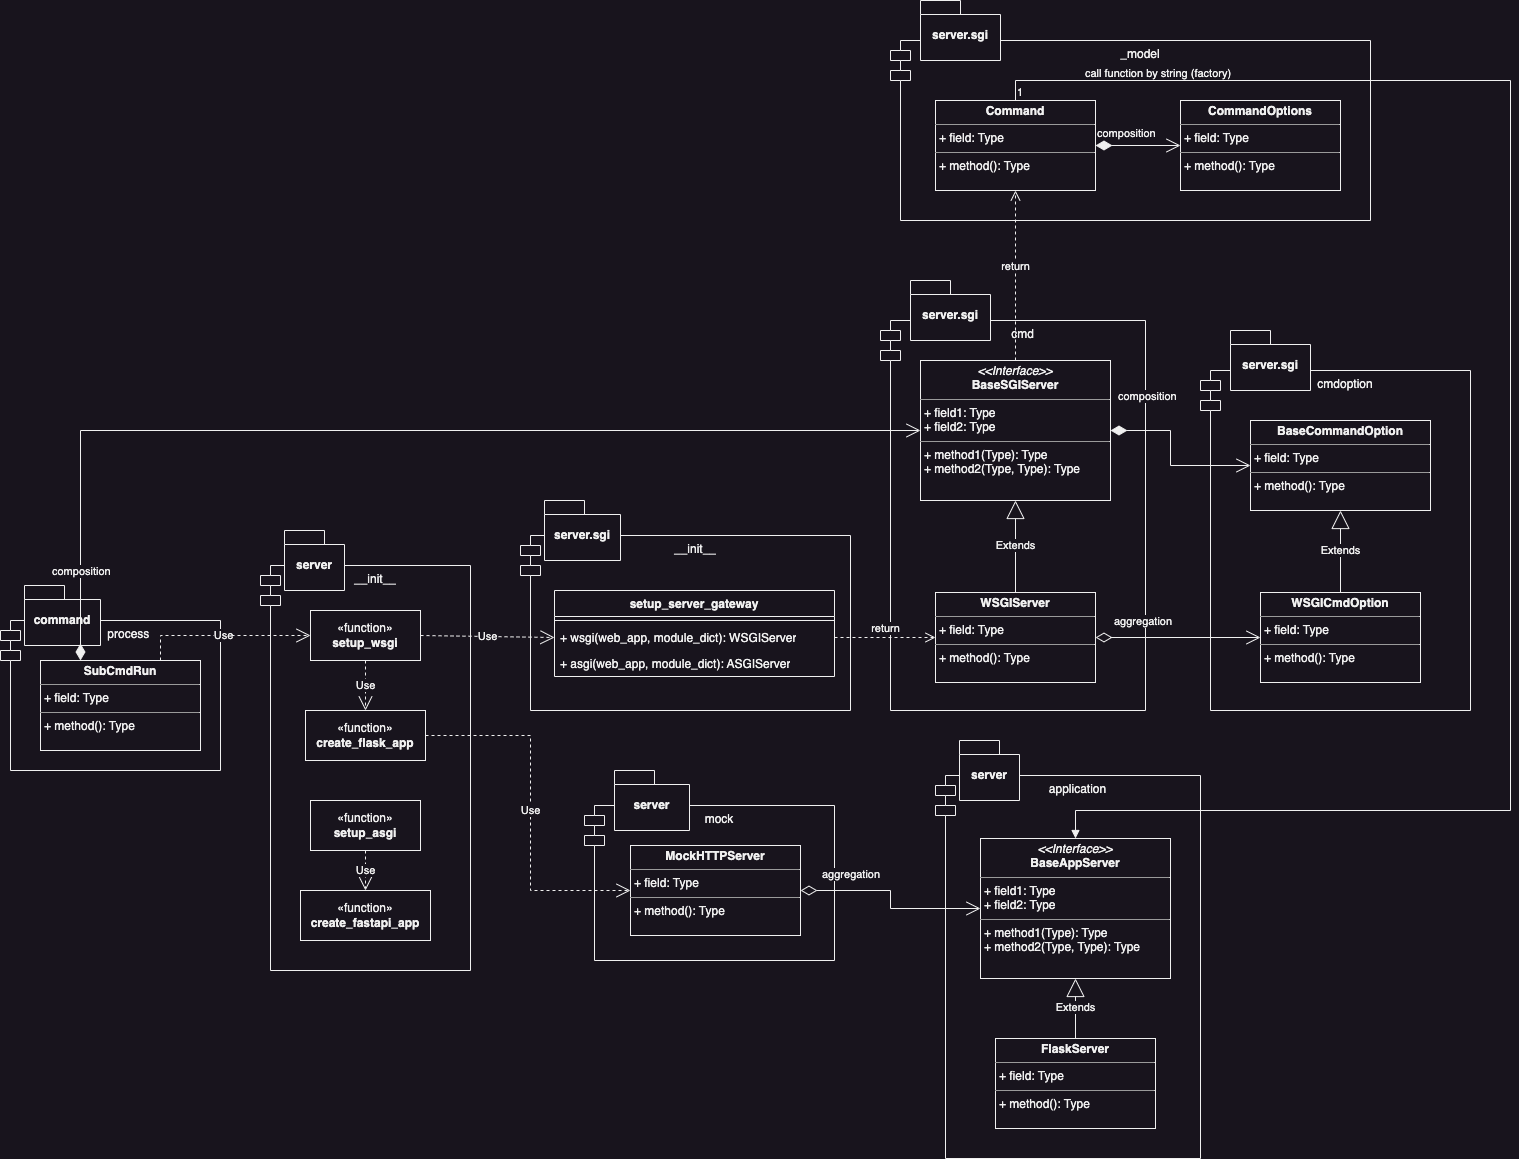 server.sgi
_model
call function by string (factory)
1
Command
+ field: Type
+ method(): Type
composition
CommandOptions
+ field: Type
+ method(): Type
return
server.sgi
cmd
<<Interface>>
BaseSGIServer
+ field1: Type
+ field2: Type
+ method1(Type): Type
+ method2(Type, Type): Type
composition
Extends
WSGIServer
+ field: Type
+ method(): Type
aggregation
server.sgi
cmdoption
BaseCommandOption
+ field: Type
+ method(): Type
Extends
WSGICmdOption
+ field: Type
+ method(): Type
composition
command
process
SubCmdRun
+ field: Type
+ method(): Type
Use
server
__init__
«function»
setup_wsgi
Use
«function»
create_flask_app
«function»
setup_asgi
Use
«function»
create_fastapi_app
Use
server.sgi
__init__
setup_server_gateway
+ wsgi(web_app, module_dict): WSGIServer
+ asgi(web_app, module_dict): ASGIServer
return
Use
server
mock
MockHTTPServer
+ field: Type
+ method(): Type
aggregation
server
application
<<Interface>>
BaseAppServer
+ field1: Type
+ field2: Type
+ method1(Type): Type
+ method2(Type, Type): Type
Extends
FlaskServer
+ field: Type
+ method(): Type